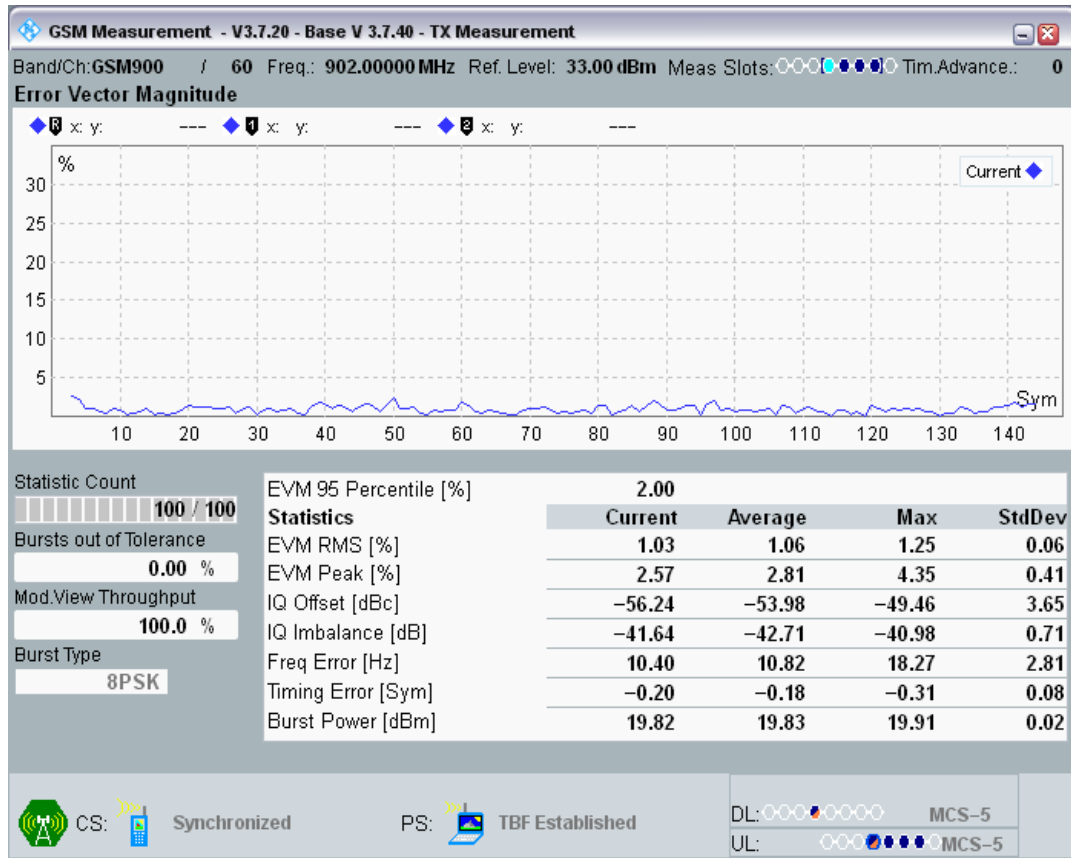 GSM Measurement - V3.7.20 - Base V 3.7.40 - TX Measurement
Band/Ch:GSM900 / 60 Freq.: 902.00000 MHz Ref. Level: 33.00 dBm Meas Slots: Tim.Advance.: 0
Error Vector Magnitude
R x: y: --- 1 x: y: --- 2 x: y: ---
%
Current
30
25
20
15
10
5
Sym
10 20 30 40 50 60 70 80 90 100 110 120 130 140
Statistic Count
100 / 100
Bursts out of Tolerance
0.00 %
Mod.View Throughput
100.0 %
Burst Type
8PSK
EVM 95 Percentile [%] 2.00
Statistics Current Average Max StdDev
EVM RMS [%] 1.03 1.06 1.25 0.06
EVM Peak [%] 2.57 2.81 4.35 0.41
IQ Offset [dBc] −56.24 −53.98 −49.46 3.65
IQ Imbalance [dB] −41.64 −42.71 −40.98 0.71
Freq Error [Hz] 10.40 10.82 18.27 2.81
Timing Error [Sym] −0.20 −0.18 −0.31 0.08
Burst Power [dBm] 19.82 19.83 19.91 0.02
CS: Synchronized PS: TBF Established
DL: MCS−5
UL: MCS−5